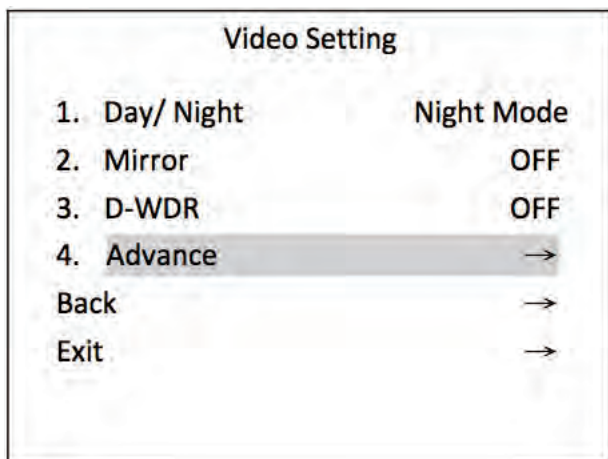 Video Setting
1. Day/ Night Night Mode
2. Mirror OFF
3. D-WDR OFF
4. Advance →
Back →
Exit →